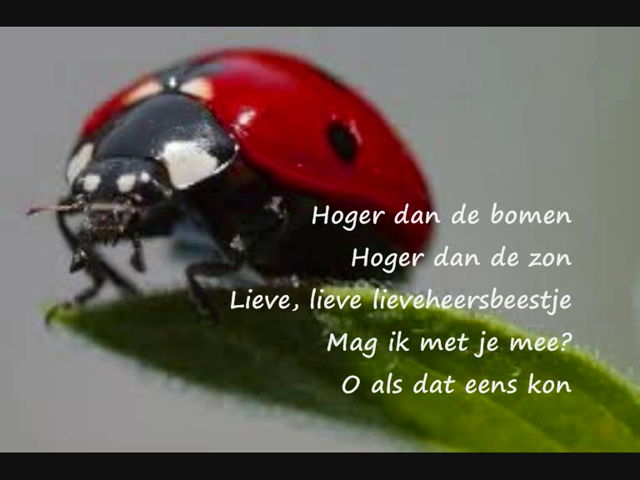 Hoger dan de bomen
Hoger dan de zon
Lieve, lieve lieveheersbeestje
Mag ik met je mee?
O als dat eens kon